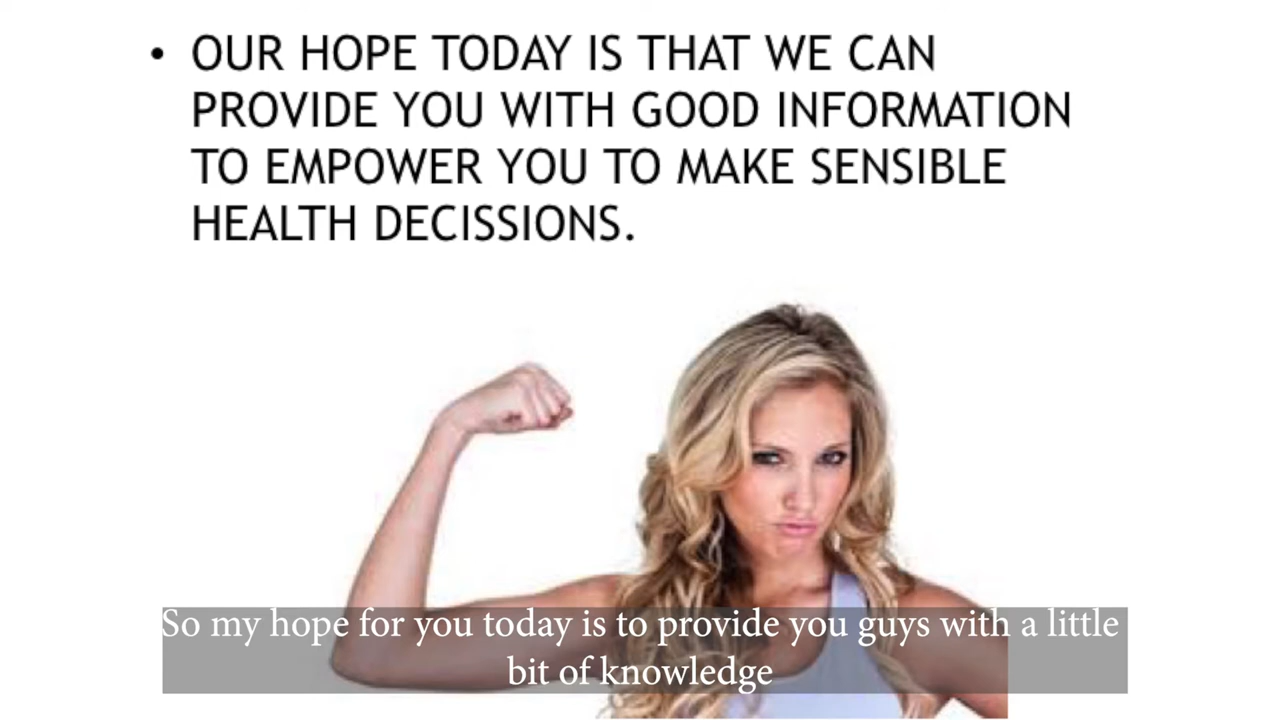 • OUR HOPE TODAY IS THAT WE CAN
PROVIDE YOU WITH GOOD INFORMATION
TO EMPOWER YOU TO MAKE SENSIBLE
HEALTH DECISSIONS.
So my hope for you today is to provide you guys with a little
bit of knowledge